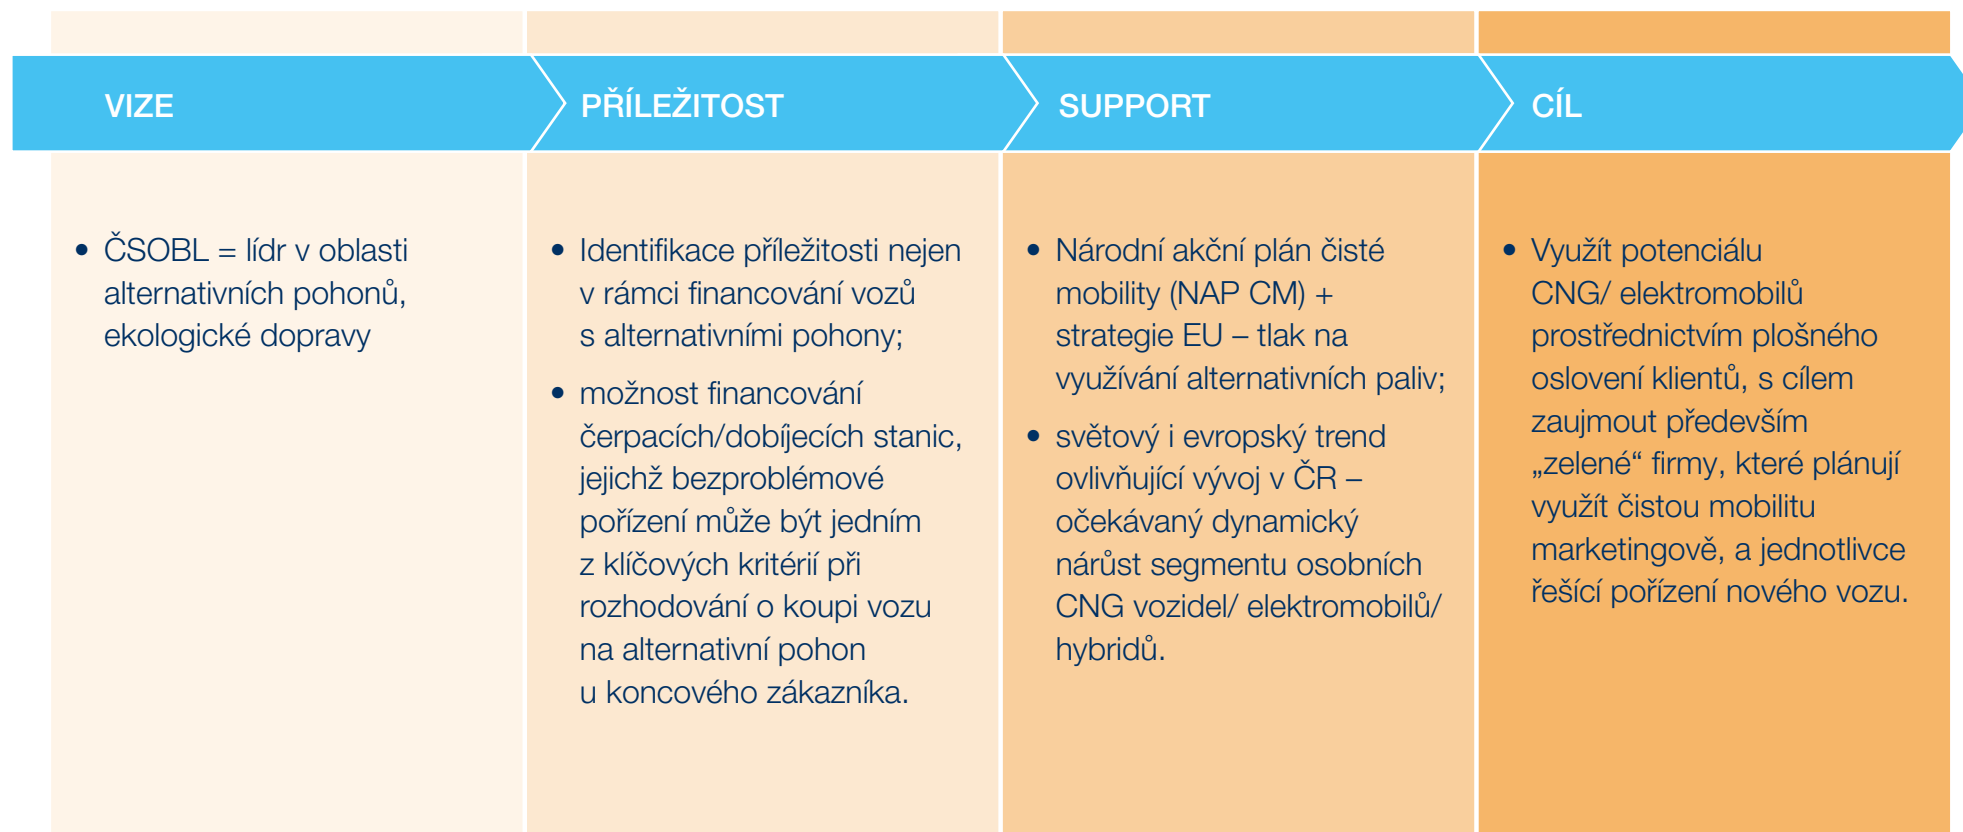 VIZE
PŘÍLEŽITOST
SUPPORT
CÍL
• ČSOBL = lídr v oblasti
alternativních pohonů,
ekologické dopravy
• Identifikace příležitosti nejen
v rámci financování vozů
s alternativními pohony;
• možnost financování
čerpacích/dobíjecích stanic,
jejichž bezproblémové
pořízení může být jedním
z klíčových kritérií při
rozhodování o koupi vozu
na alternativní pohon
u koncového zákazníka.
• Národní akční plán čisté
mobility (NAP CM) +
strategie EU – tlak na
využívání alternativních paliv;
• světový i evropský trend
ovlivňující vývoj v ČR –
očekávaný dynamický
nárůst segmentu osobních
CNG vozidel/ elektromobilů/
hybridů.
• Využít potenciálu
CNG/ elektromobilů
prostřednictvím plošného
oslovení klientů, s cílem
zaujmout především
„zelené“ firmy, které plánují
využít čistou mobilitu
marketingově, a jednotlivce
řešící pořízení nového vozu.